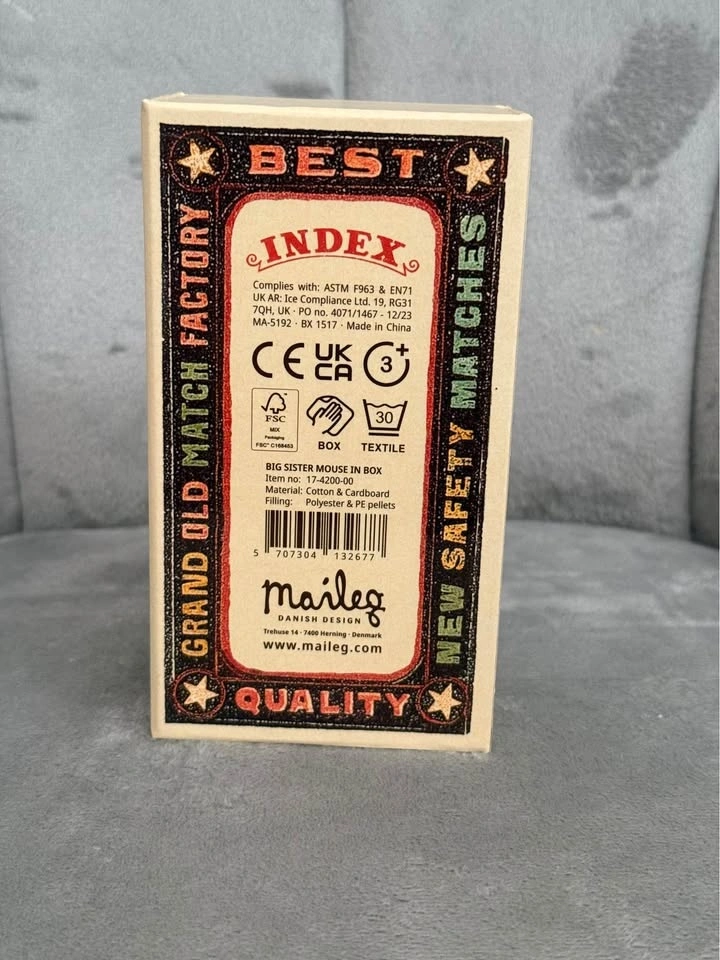 BEST
GRAND OLD MATCH FACTORY
NEW SAFETY MATCHES
INDEX
Complies with: ASTM F963 & EN71
UK AR: Ice Compliance Ltd. 19, RG31
7QH, UK · PO no. 4071/1467 - 12/23
MA-5192 · BX 1517 · Made in China
CE UK CA 3+
FSC
MIX
Packaging
FSC® C168453
30
BOX TEXTILE
BIG SISTER MOUSE IN BOX
Item no: 17-4200-00
Material: Cotton & Cardboard
Filling: Polyester & PE pellets
5 707304 132677
maileg
DANISH DESIGN
Trehuse 14 · 7400 Herning · Denmark
www.maileg.com
QUALITY